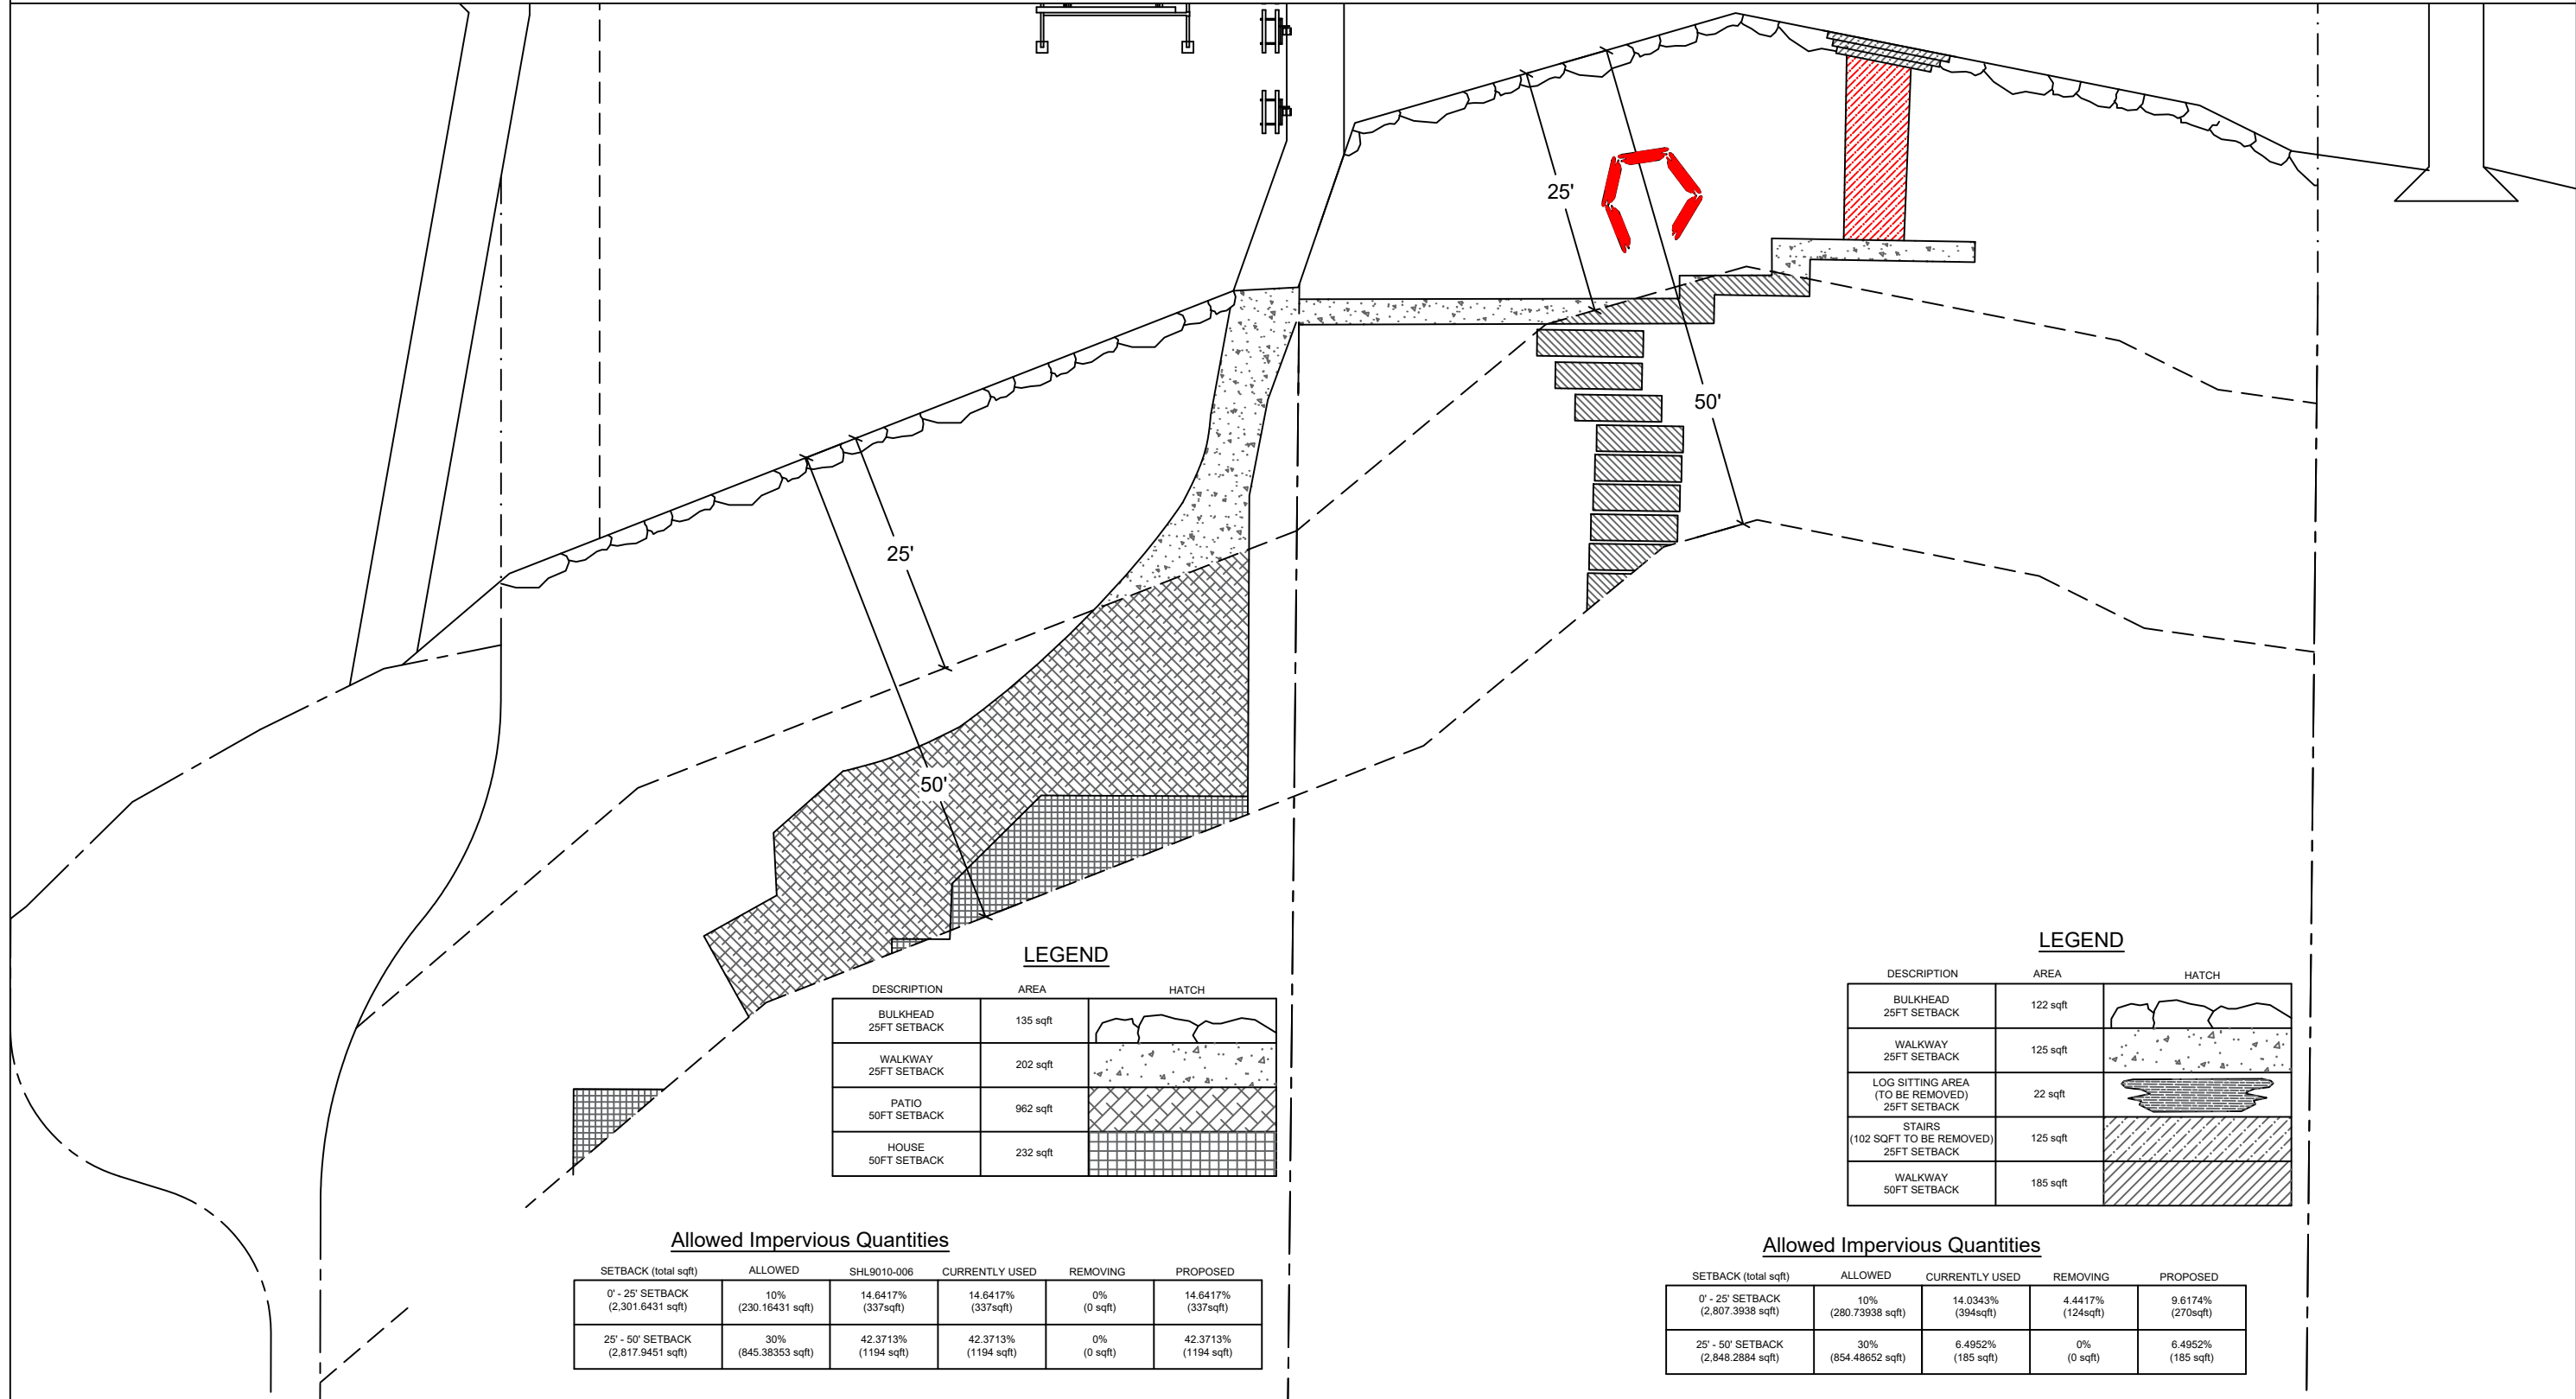 25'
50'
25'
50'
LEGEND
DESCRIPTION AREA HATCH
BULKHEAD
25FT SETBACK
135 sqft
WALKWAY
25FT SETBACK
202 sqft
PATIO
50FT SETBACK
962 sqft
HOUSE
50FT SETBACK
232 sqft
Allowed Impervious Quantities
SETBACK (total sqft) ALLOWED SHL9010-006 CURRENTLY USED REMOVING PROPOSED
0' - 25' SETBACK 10% 14.6417% 14.6417% 0% 14.6417%
(2,301.6431 sqft) (230.16431 sqft) (337sqft) (337sqft) (0 sqft) (337sqft)
25' - 50' SETBACK 30% 42.3713% 42.3713% 0% 42.3713%
(2,817.9451 sqft) (845.38353 sqft) (1194 sqft) (1194 sqft) (0 sqft) (1194 sqft)
LEGEND
DESCRIPTION AREA HATCH
BULKHEAD
25FT SETBACK
122 sqft
WALKWAY
25FT SETBACK
125 sqft
LOG SITTING AREA
(TO BE REMOVED)
25FT SETBACK
22 sqft
STAIRS
(102 SQFT TO BE REMOVED)
25FT SETBACK
125 sqft
WALKWAY
50FT SETBACK
185 sqft
Allowed Impervious Quantities
SETBACK (total sqft) ALLOWED CURRENTLY USED REMOVING PROPOSED
0' - 25' SETBACK 10% 14.0343% 4.4417% 9.6174%
(2,807.3938 sqft) (280.73938 sqft) (394sqft) (124sqft) (270sqft)
25' - 50' SETBACK 30% 6.4952% 0% 6.4952%
(2,848.2884 sqft) (854.48652 sqft) (185 sqft) (0 sqft) (185 sqft)